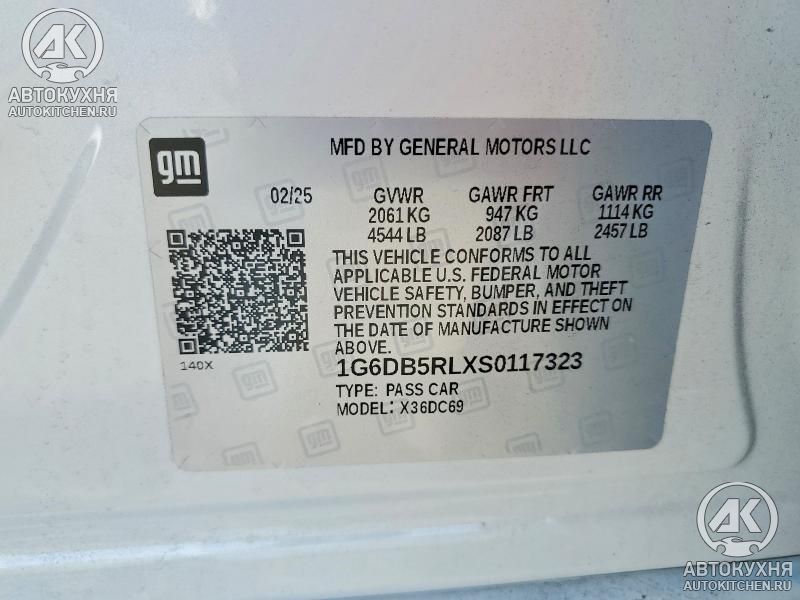 AK
АВТОКУХНЯ
AUTOKITCHEN.RU
gm
MFD BY GENERAL MOTORS LLC
02/25 GVWR GAWR FRT GAWR RR
2061 KG 947 KG 1114 KG
4544 LB 2087 LB 2457 LB
THIS VEHICLE CONFORMS TO ALL
APPLICABLE U.S. FEDERAL MOTOR
VEHICLE SAFETY, BUMPER, AND THEFT
PREVENTION STANDARDS IN EFFECT ON
THE DATE OF MANUFACTURE SHOWN
ABOVE.
140X
1G6DB5RLXS0117323
TYPE: PASS CAR
MODEL: X36DC69
AK
АВТОКУХНЯ
AUTOKITCHEN.RU